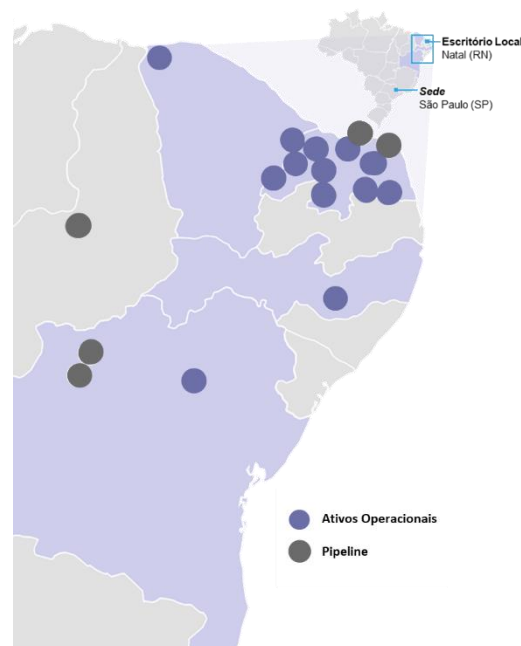 Escritório Local
Natal (RN)
Sede
São Paulo (SP)
Ativos Operacionais
Pipeline